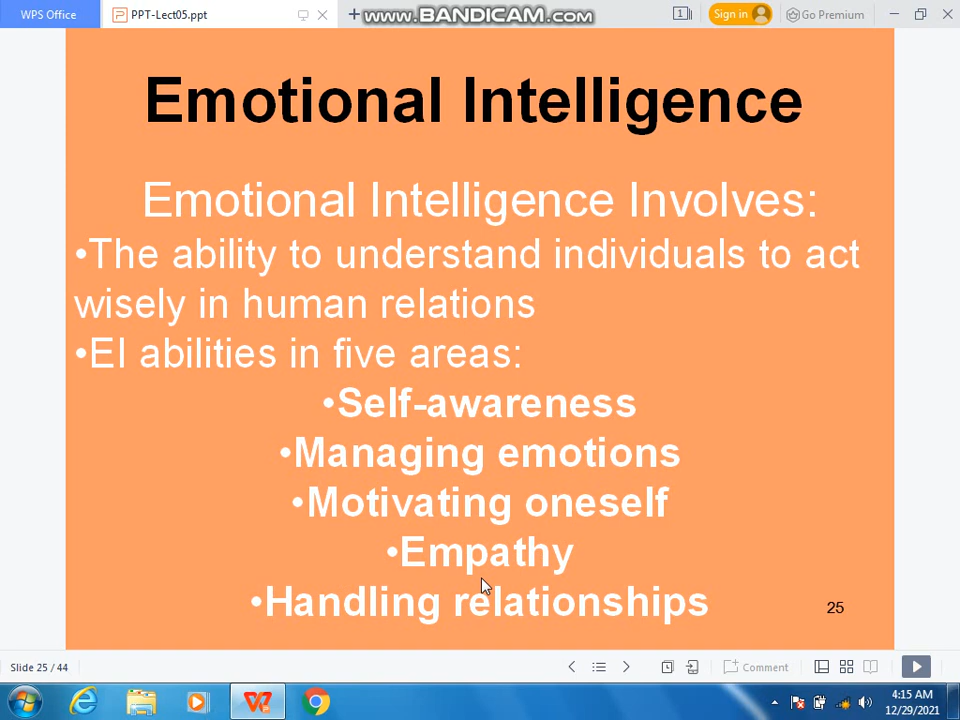 WPS Office
PPT-Lect05.ppt
www.BANDICAM.com
1
Sign in
Go Premium
Emotional Intelligence
Emotional Intelligence Involves:
•The ability to understand individuals to act
wisely in human relations
•EI abilities in five areas:
•Self-awareness
•Managing emotions
•Motivating oneself
•Empathy
•Handling relationships
25
Slide 25 / 44
Comment
4:15 AM
12/29/2021